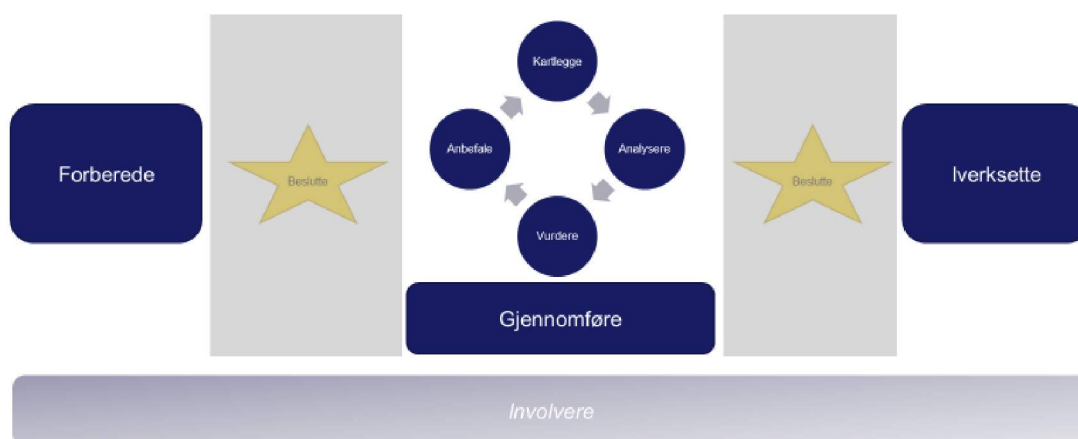 Forberede
Beslutte
Kartlegge
Analysere
Vurdere
Anbefale
Gjennomføre
Beslutte
Iverksette
Involvere